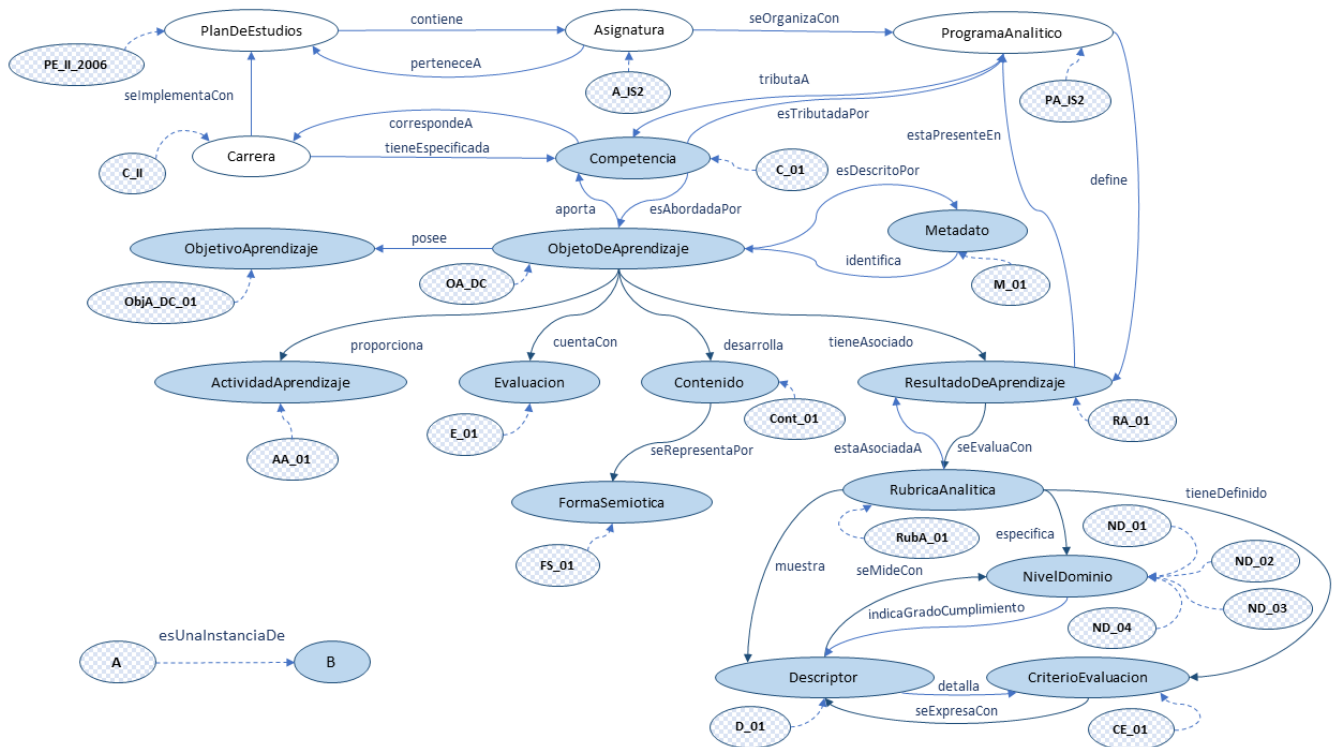 contiene
seOrganizaCon
PlanDeEstudios
Asignatura
ProgramaAnalitico
PE_II_2006
perteneceA
A_IS2
PA_IS2
seImplementaCon
tributaA
correspondeA
esTributadaPor
estaPresenteEn
C_II
Carrera
tieneEspecificada
Competencia
C_01
esDescritoPor
define
aporta
esAbordadaPor
Metadato
ObjetivoAprendizaje
posee
ObjetoDeAprendizaje
identifica
ObjA_DC_01
OA_DC
M_01
proporciona
cuentaCon
desarrolla
tieneAsociado
ActividadAprendizaje
Evaluacion
Contenido
ResultadoDeAprendizaje
E_01
Cont_01
RA_01
AA_01
seRepresentaPor
estaAsociadaA
seEvaluaCon
FormaSemiotica
RubricaAnalitica
tieneDefinido
ND_01
RubA_01
especifica
FS_01
ND_02
muestra
seMideCon
NivelDominio
ND_03
indicaGradoCumplimiento
ND_04
esUnaInstanciaDe
A
B
Descriptor
detalla
CriterioEvaluacion
seExpresaCon
D_01
CE_01